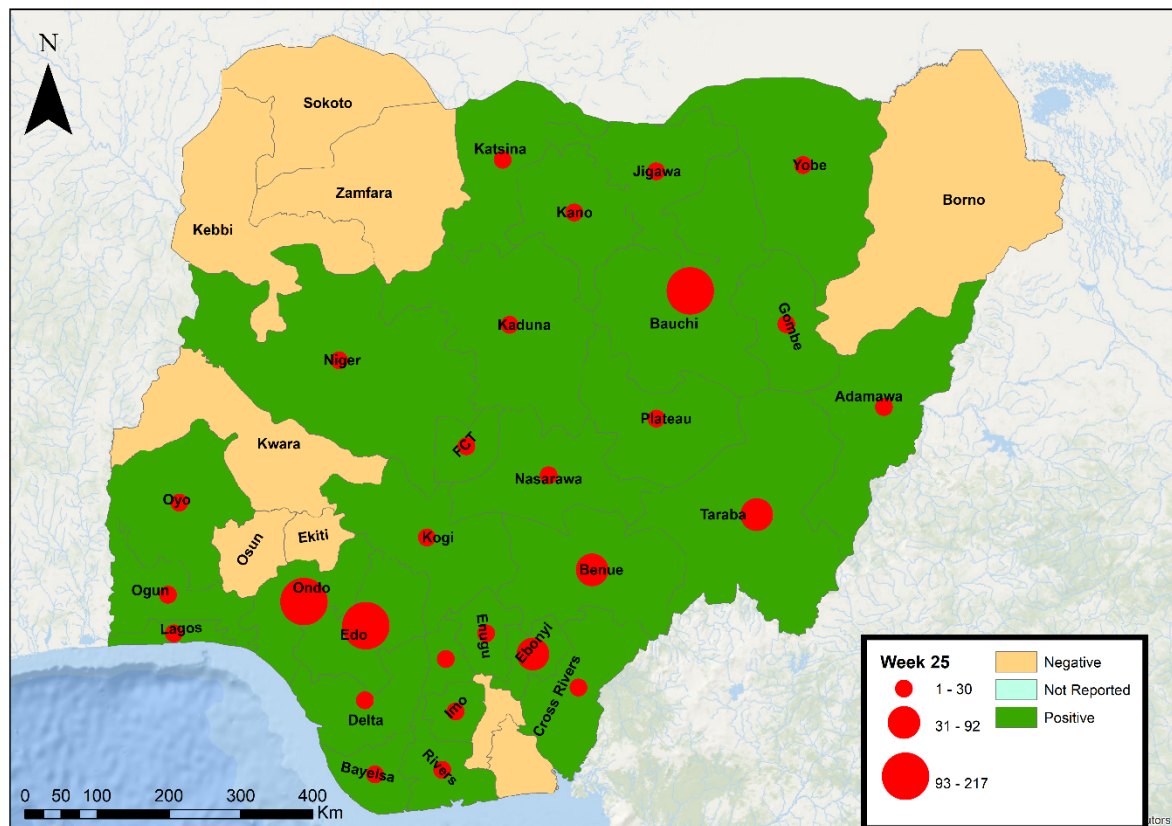 N
Sokoto
Katsina
Jigawa
Yobe
Zamfara
Borno
Kano
Kebbi
Bauchi
Gombe
Kaduna
Niger
Adamawa
Plateau
Kwara
FCT
Nasarawa
Oyo
Taraba
Osun
Ekiti
Kogi
Benue
Ogun
Ondo
Lagos
Edo
Enugu
Ebonyi
Cross Rivers
Imo
Delta
Bayelsa
Rivers
Week 25
1 - 30
31 - 92
93 - 217
Negative
Not Reported
Positive
0 50 100 200 300 400
Km
utors